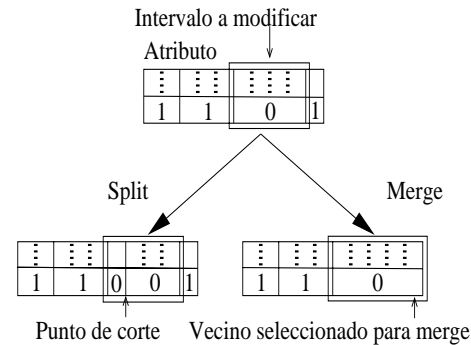 Intervalo a modificar
Atributo
1 1 0 1
Split
Merge
1 1 0 0 1
1 1 0
Punto de corte
Vecino seleccionado para merge